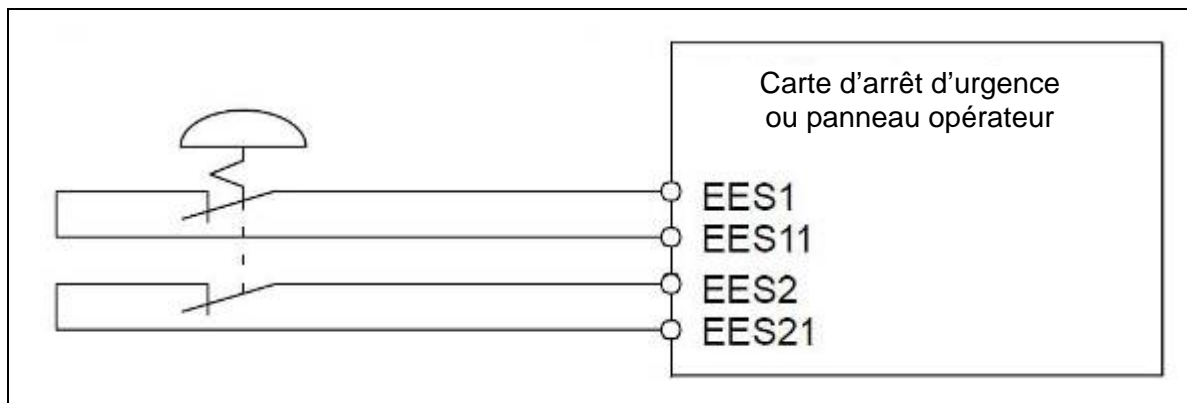 Carte d'arrêt d'urgence
ou panneau opérateur
EES1
EES11
EES2
EES21